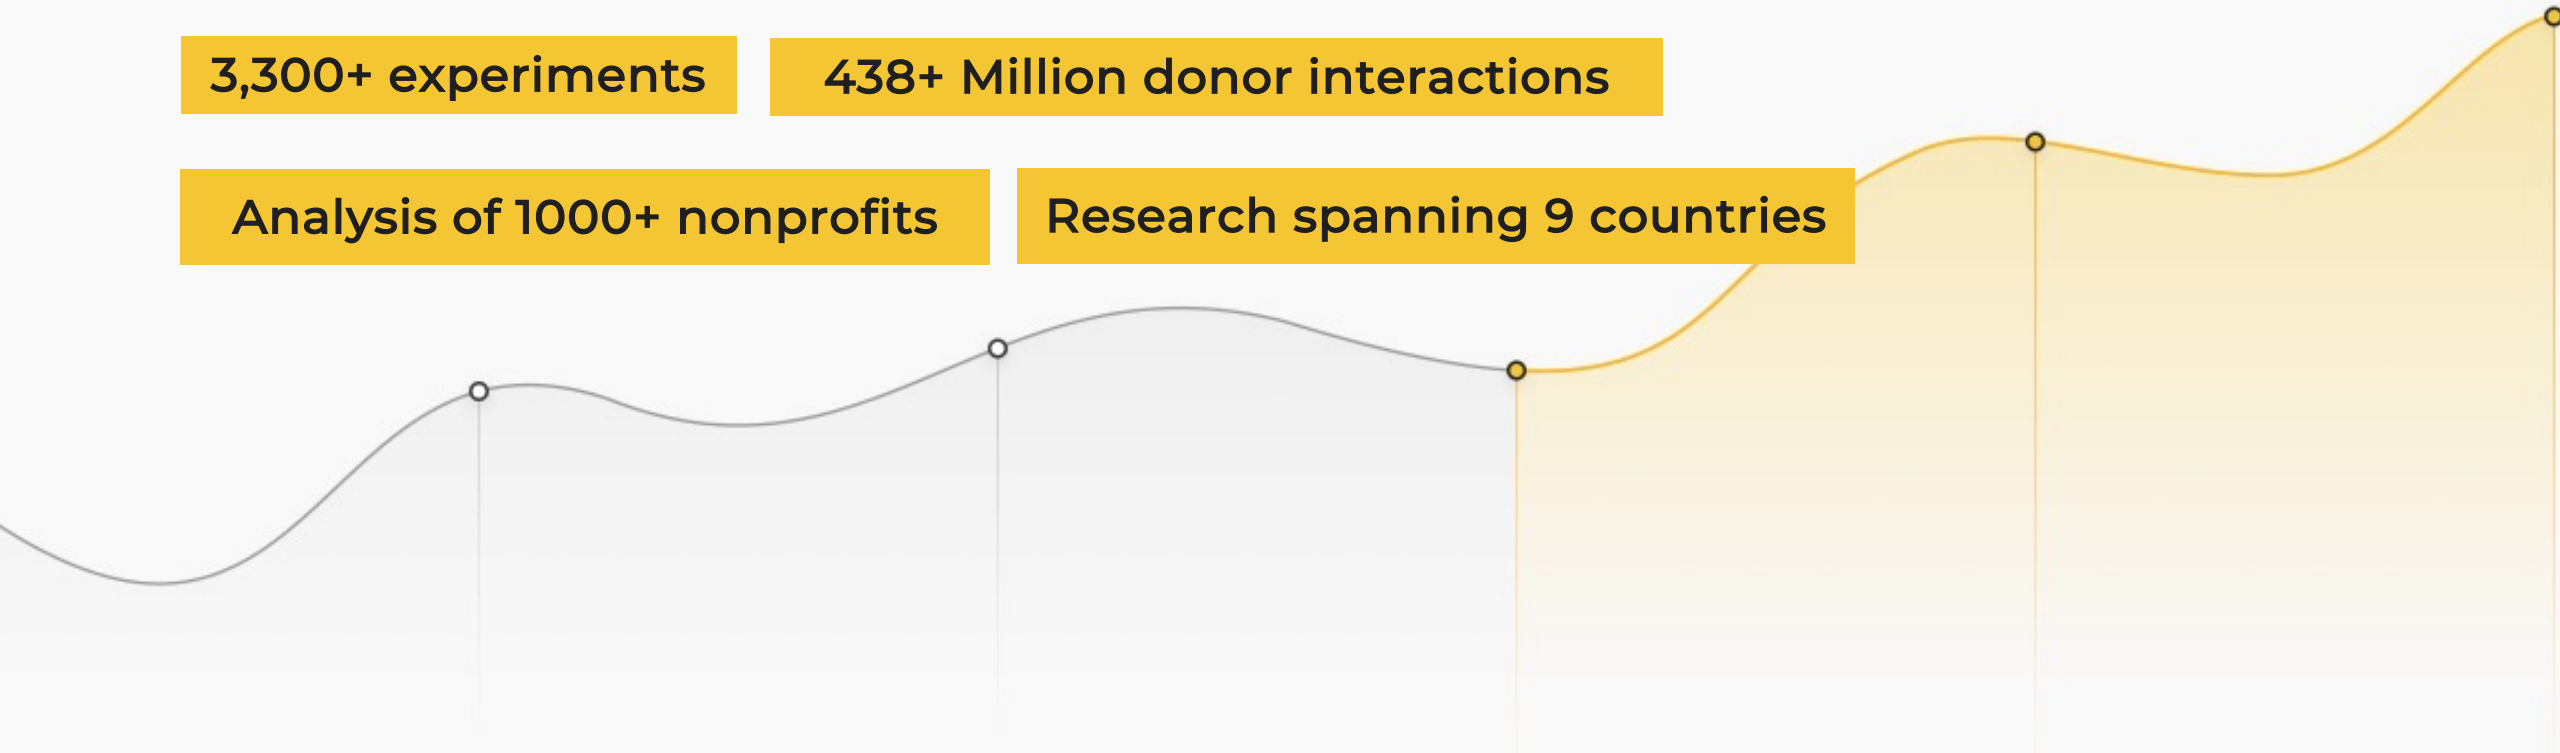 3,300+ experiments
438+ Million donor interactions
Analysis of 1000+ nonprofits
Research spanning 9 countries